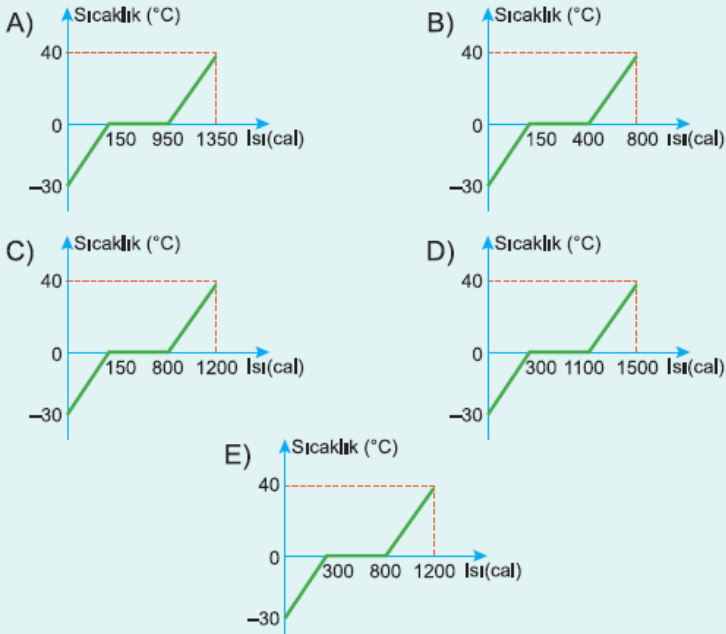 A) Sıcaklık (°C)
40
0
150 950 1350 Isı(cal)
–30
B) Sıcaklık (°C)
40
0
150 400 800 ısı(cal)
–30
C) Sıcaklık (°C)
40
0
150 800 1200 Isı(cal)
–30
D) Sıcaklık (°C)
40
0
300 1100 1500 Isı(cal)
–30
E) Sıcaklık (°C)
40
0
300 800 1200 Isı(cal)
–30